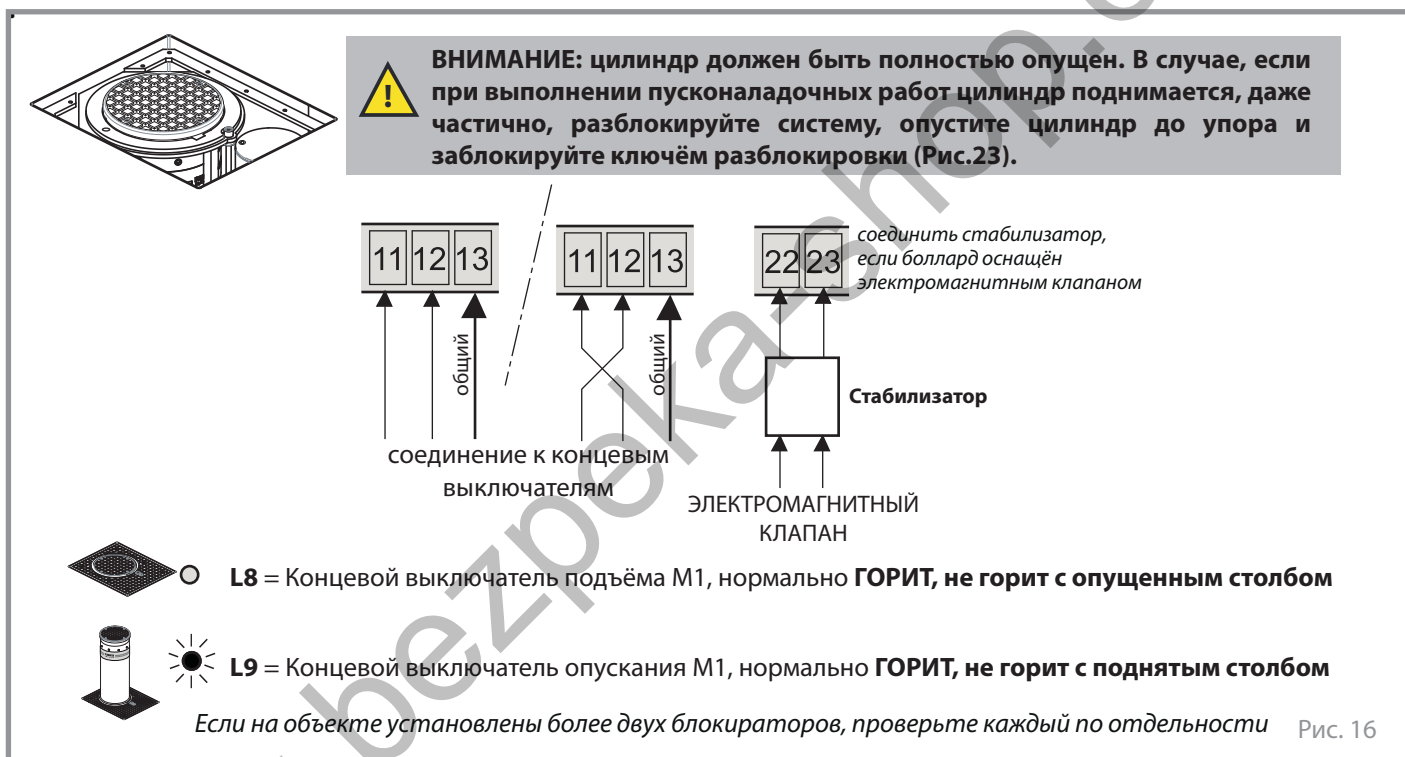 ВНИМАНИЕ: цилиндр должен быть полностью опущен. В случае, если
при выполнении пусконаладочных работ цилиндр поднимается, даже
частично, разблокируйте систему, опустите цилиндр до упора и
заблокируйте ключём разблокировки (Рис.23).
11 12 13
11 12 13
22 23
соединить стабилизатор,
если боллард оснащён
электромагнитным клапаном
общий
общий
Стабилизатор
соединение к концевым
выключателям
ЭЛЕКТРОМАГНИТНЫЙ
КЛАПАН
L8 = Концевой выключатель подъёма М1, нормально ГОРИТ, не горит с опущенным столбом
L9 = Концевой выключатель опускания М1, нормально ГОРИТ, не горит с поднятым столбом
Если на объекте установлены более двух блокираторов, проверьте каждый по отдельности
Рис. 16
bezpeka-shop.c